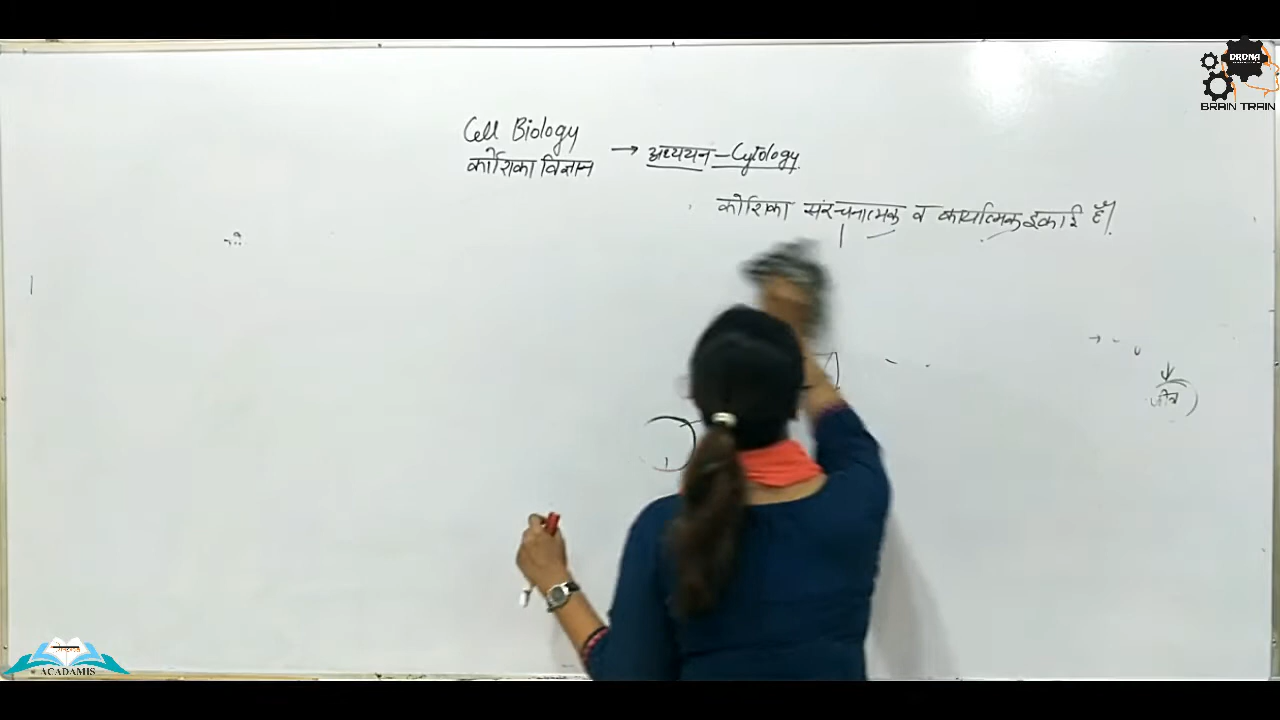 DRONA
BRAIN TRAIN
Cell Biology
कोशिका विज्ञान → अध्ययन - Cytology
कोशिका संरचनात्मक व कार्यात्मक इकाई हैं।
जीव
ACADAMIS